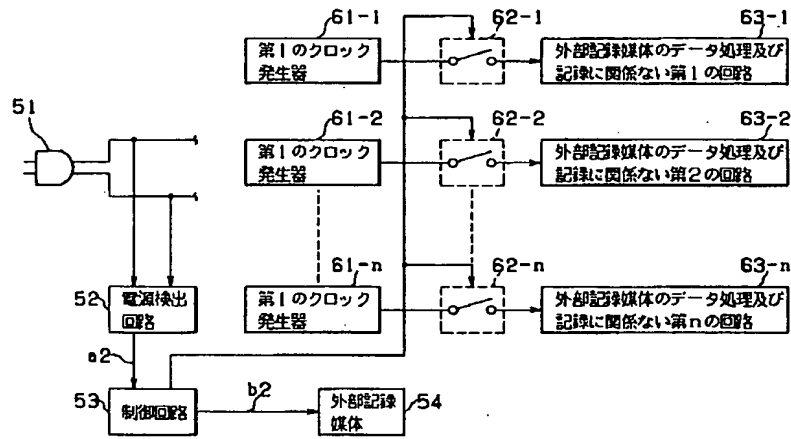 61-1
第1のクロック
発生器
62-1
63-1
外部記録媒体のデータ処理及び
記録に関係ない第1の回路
51
61-2
第1のクロック
発生器
62-2
63-2
外部記録媒体のデータ処理及び
記録に関係ない第2の回路
61-n
第1のクロック
発生器
62-n
63-n
外部記録媒体のデータ処理及び
記録に関係ない第nの回路
52
電源検出
回路
a2
53
制御回路
b2
外部記録
媒体
54